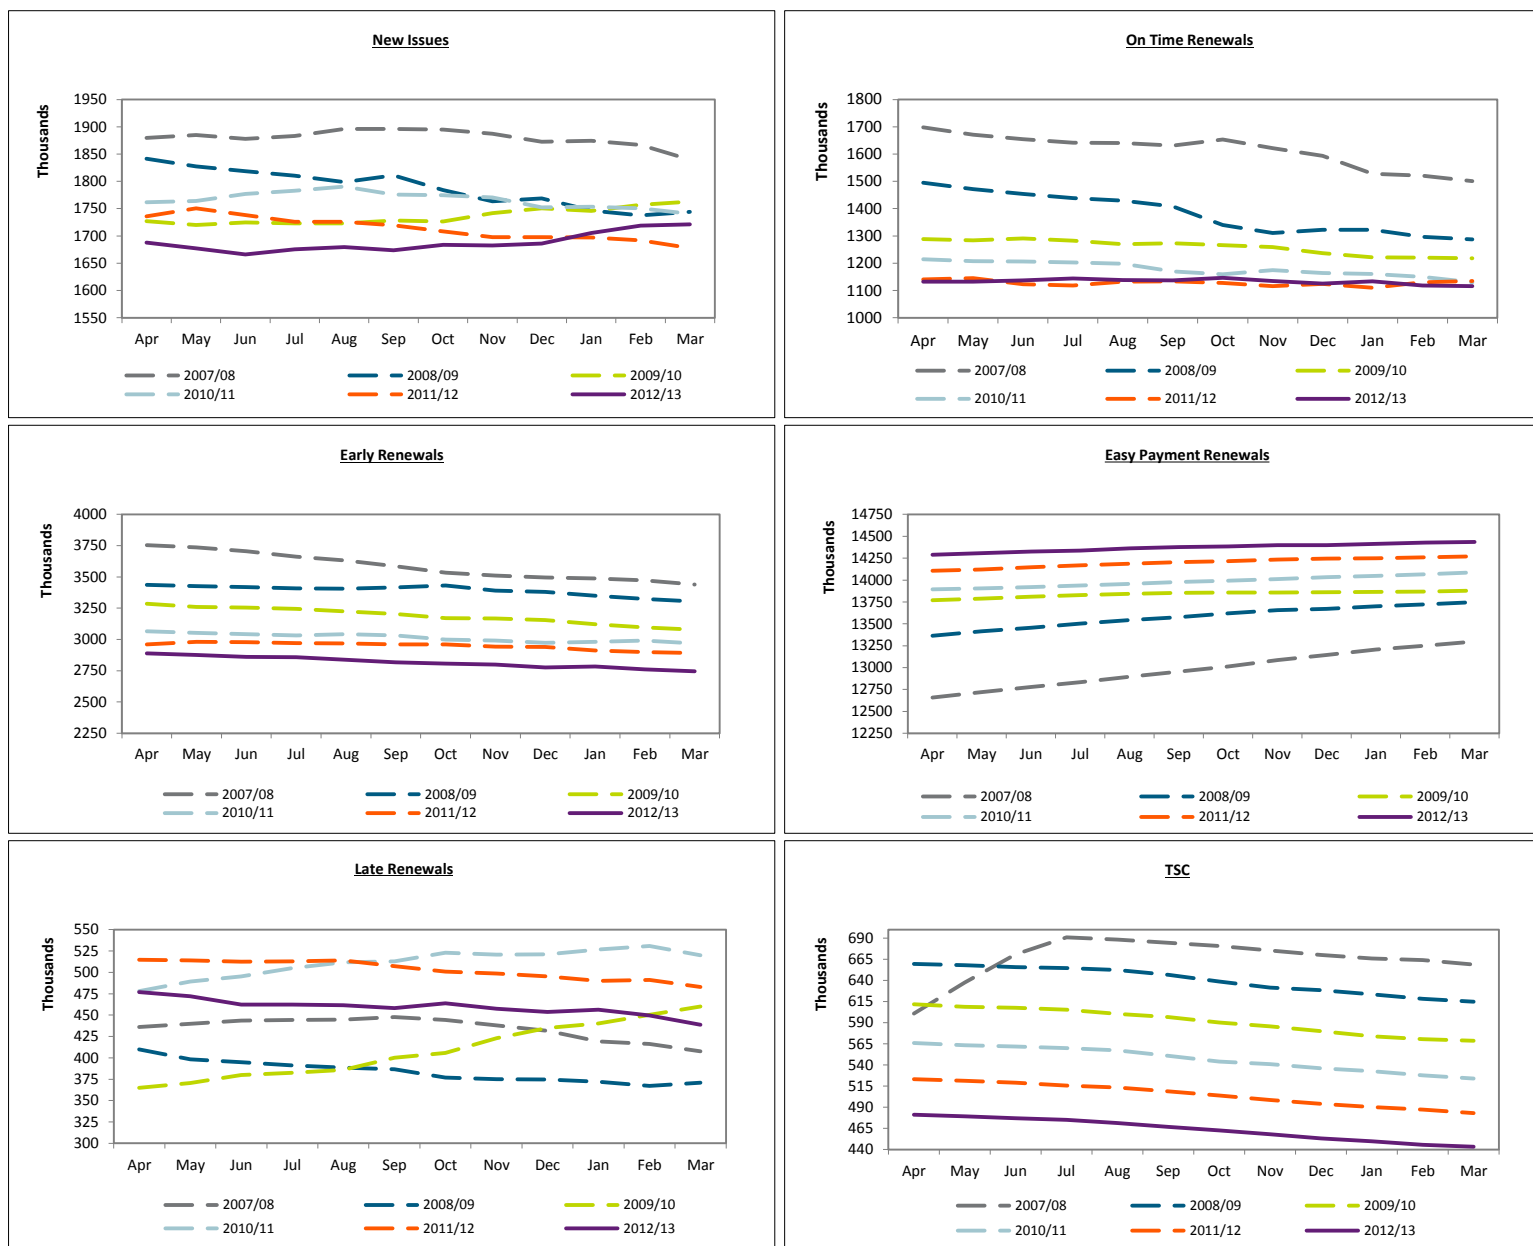 New Issues
Thousands
1950
1900
1850
1800
1750
1700
1650
1600
1550
Apr May Jun Jul Aug Sep Oct Nov Dec Jan Feb Mar
2007/08 2008/09 2009/10
2010/11 2011/12 2012/13
On Time Renewals
Thousands
1800
1700
1600
1500
1400
1300
1200
1100
1000
Apr May Jun Jul Aug Sep Oct Nov Dec Jan Feb Mar
2007/08 2008/09 2009/10
2010/11 2011/12 2012/13
Early Renewals
Thousands
4000
3750
3500
3250
3000
2750
2500
2250
Apr May Jun Jul Aug Sep Oct Nov Dec Jan Feb Mar
2007/08 2008/09 2009/10
2010/11 2011/12 2012/13
Easy Payment Renewals
Thousands
14750
14500
14250
14000
13750
13500
13250
13000
12750
12500
12250
Apr May Jun Jul Aug Sep Oct Nov Dec Jan Feb Mar
2007/08 2008/09 2009/10
2010/11 2011/12 2012/13
Late Renewals
Thousands
550
525
500
475
450
425
400
375
350
325
300
Apr May Jun Jul Aug Sep Oct Nov Dec Jan Feb Mar
2007/08 2008/09 2009/10
2010/11 2011/12 2012/13
TSC
Thousands
690
665
640
615
590
565
540
515
490
465
440
Apr May Jun Jul Aug Sep Oct Nov Dec Jan Feb Mar
2007/08 2008/09 2009/10
2010/11 2011/12 2012/13